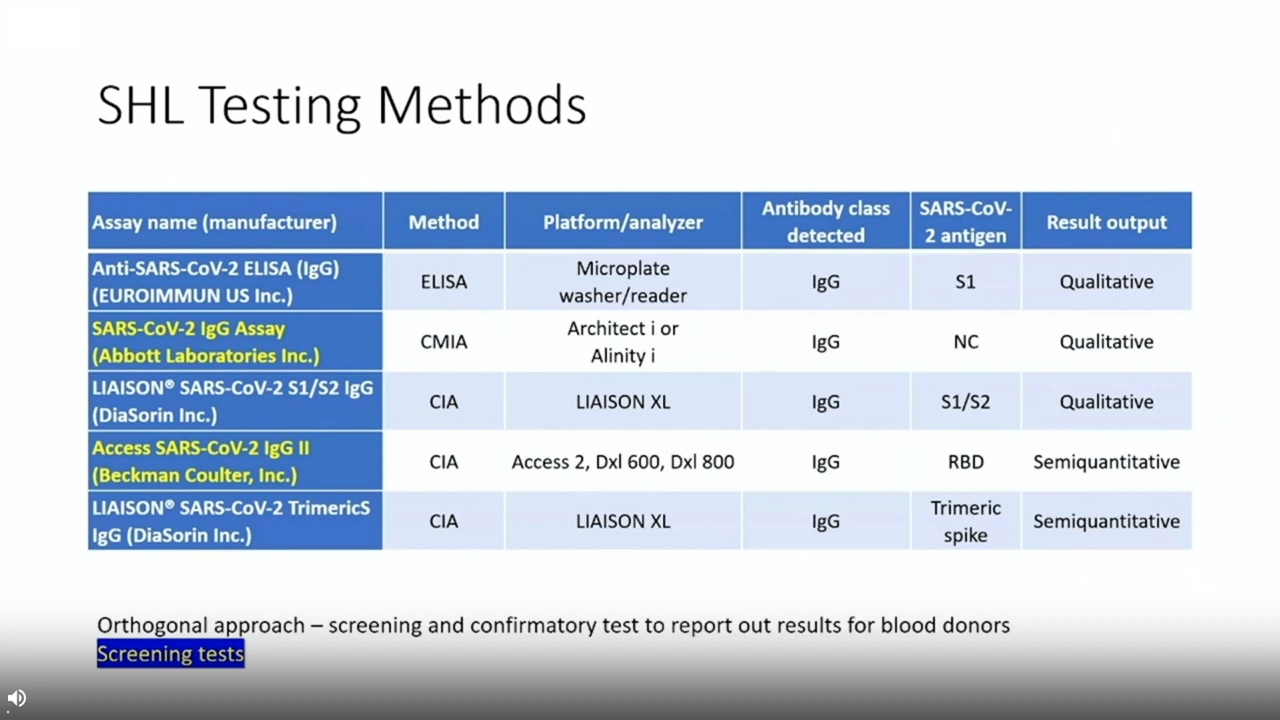 SHL Testing Methods
Assay name (manufacturer)
Method
Platform/analyzer
Antibody class
detected
SARS-CoV-
2 antigen
Result output
Anti-SARS-CoV-2 ELISA (IgG)
(EUROIMMUN US Inc.)
ELISA
Microplate
washer/reader
IgG
S1
Qualitative
SARS-CoV-2 IgG Assay
(Abbott Laboratories Inc.)
CMIA
Architect i or
Alinity i
IgG
NC
Qualitative
LIAISON® SARS-CoV-2 S1/S2 IgG
(DiaSorin Inc.)
CIA
LIAISON XL
IgG
S1/S2
Qualitative
Access SARS-CoV-2 IgG II
(Beckman Coulter, Inc.)
CIA
Access 2, Dxl 600, Dxl 800
IgG
RBD
Semiquantitative
LIAISON® SARS-CoV-2 TrimericS
IgG (DiaSorin Inc.)
CIA
LIAISON XL
IgG
Trimeric
spike
Semiquantitative
Orthogonal approach – screening and confirmatory test to report out results for blood donors
Screening tests